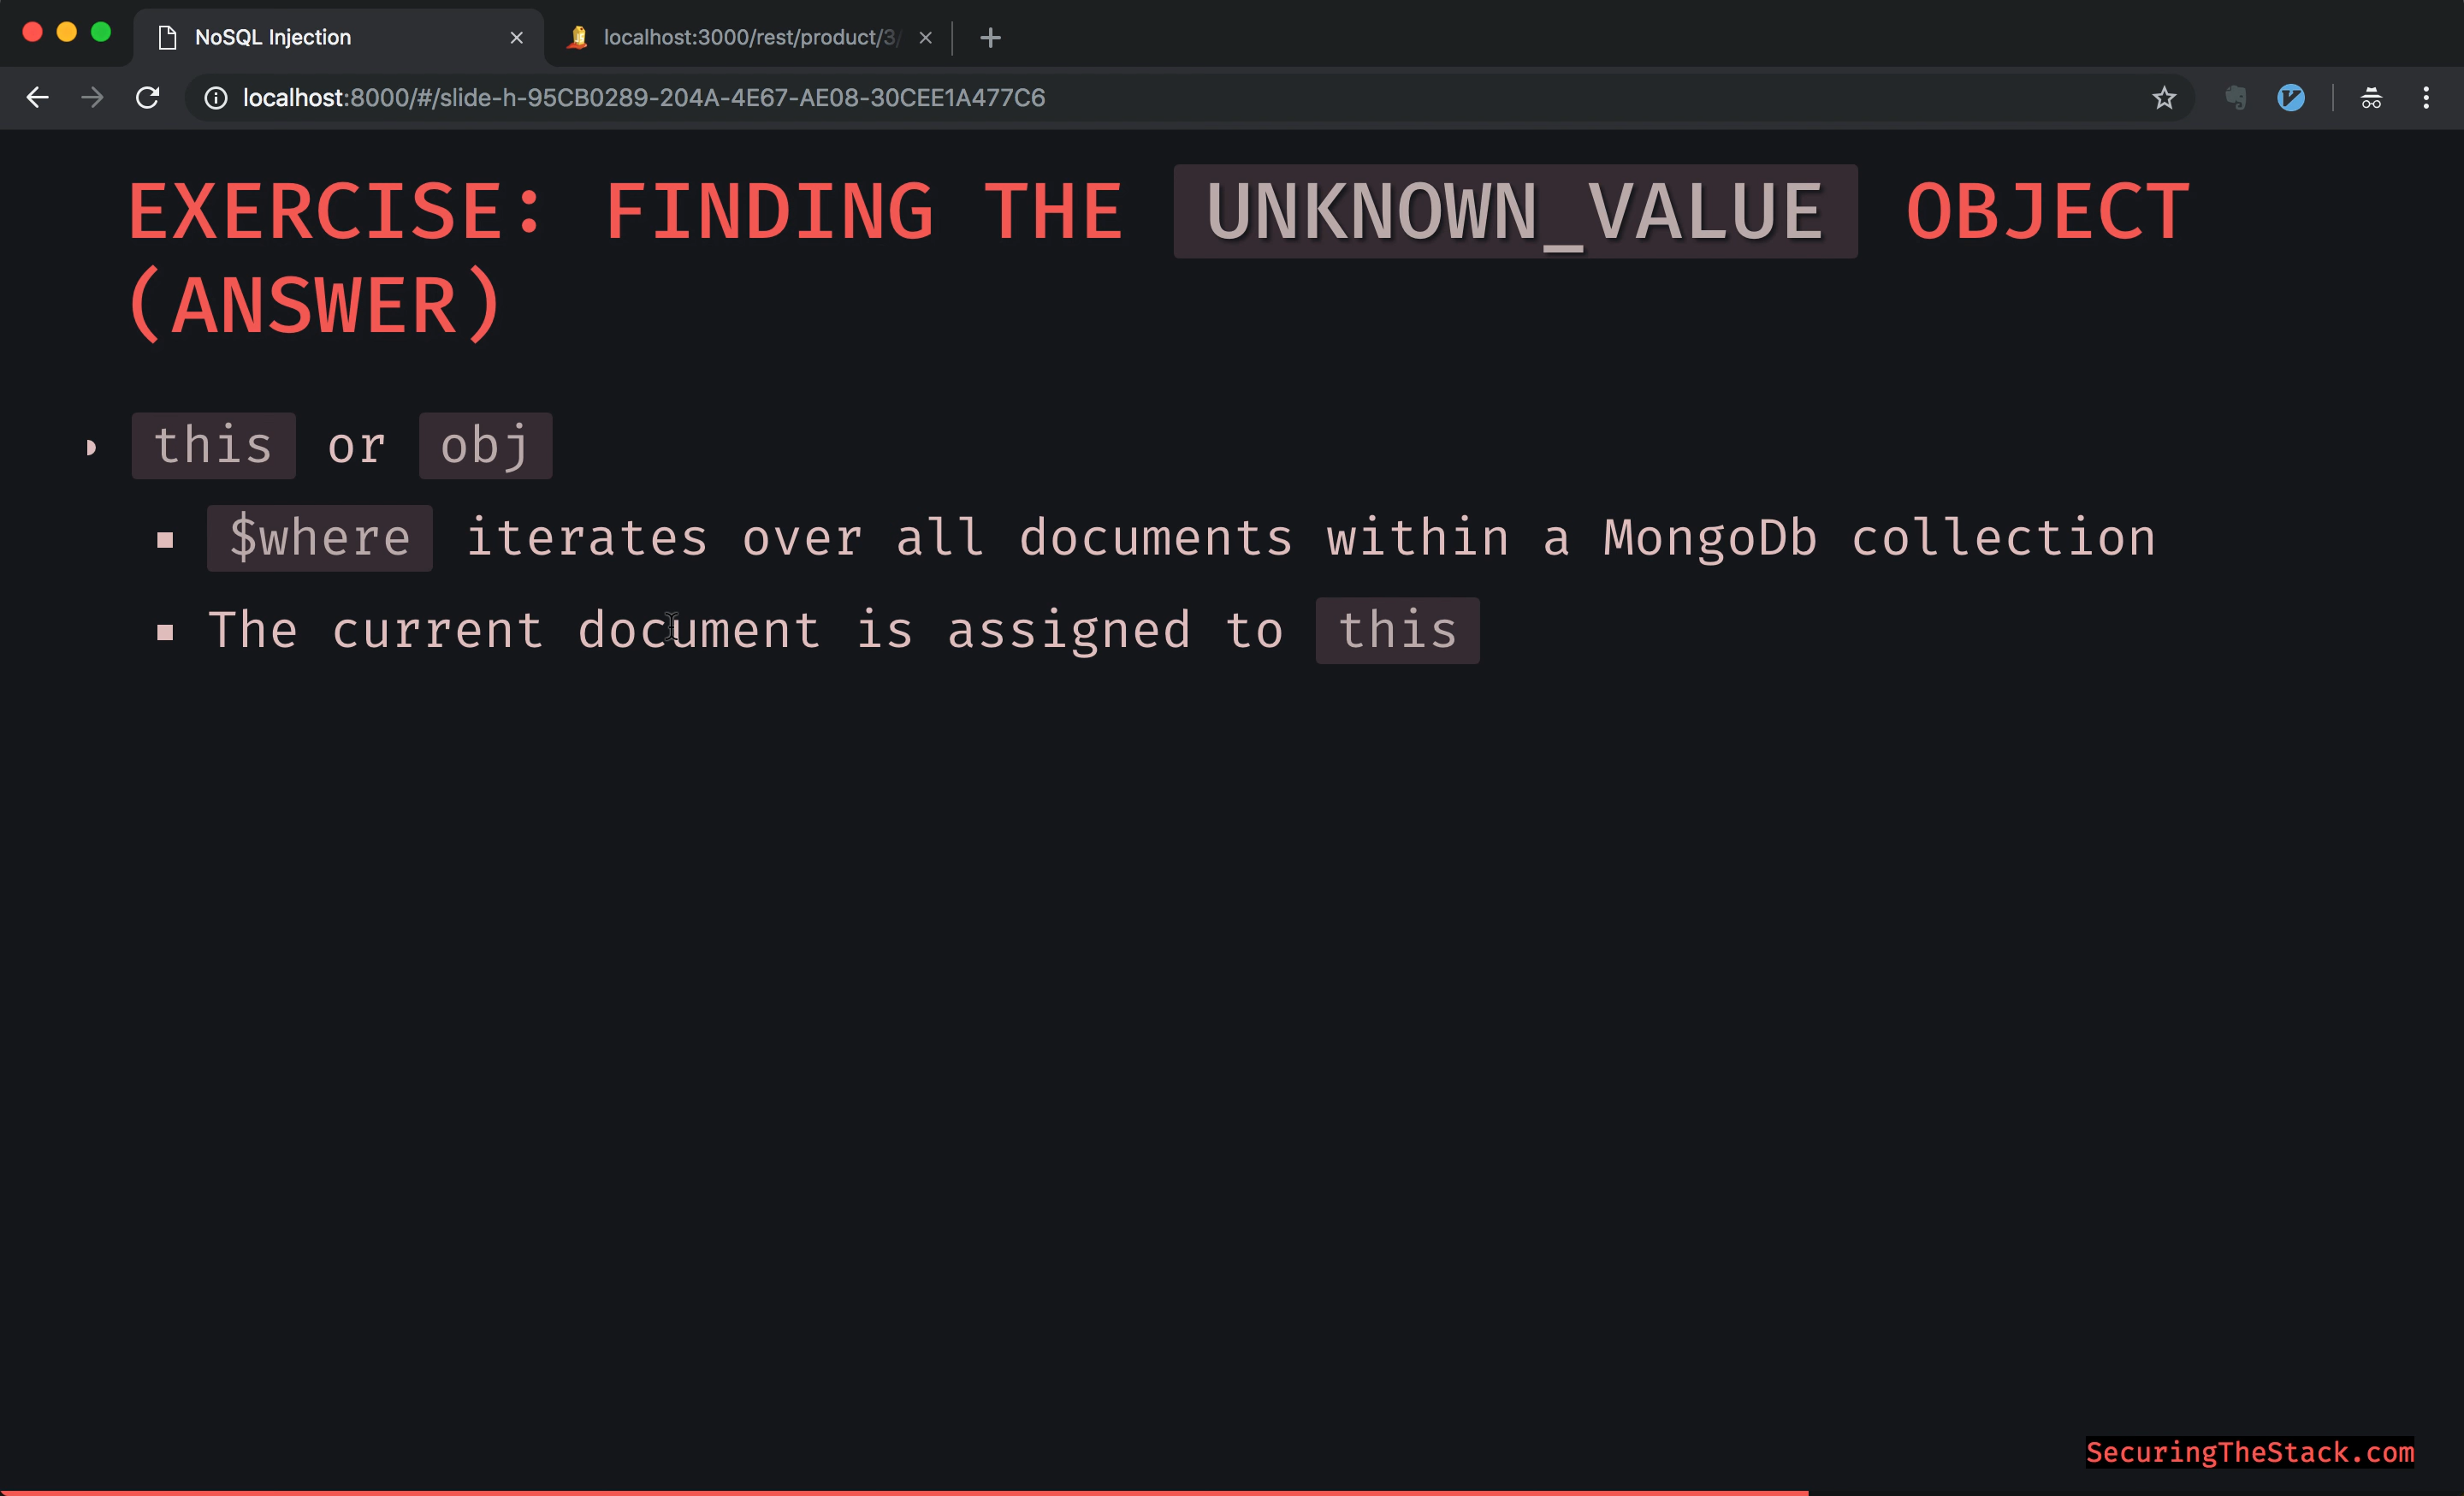 NoSQL Injection
localhost:3000/rest/product/3/
localhost:8000/#/slide-h-95CB0289-204A-4E67-AE08-30CEE1A477C6
EXERCISE: FINDING THE UNKNOWN_VALUE OBJECT
(ANSWER)
this or obj
$where iterates over all documents within a MongoDb collection
The current document is assigned to this
SecuringTheStack.com